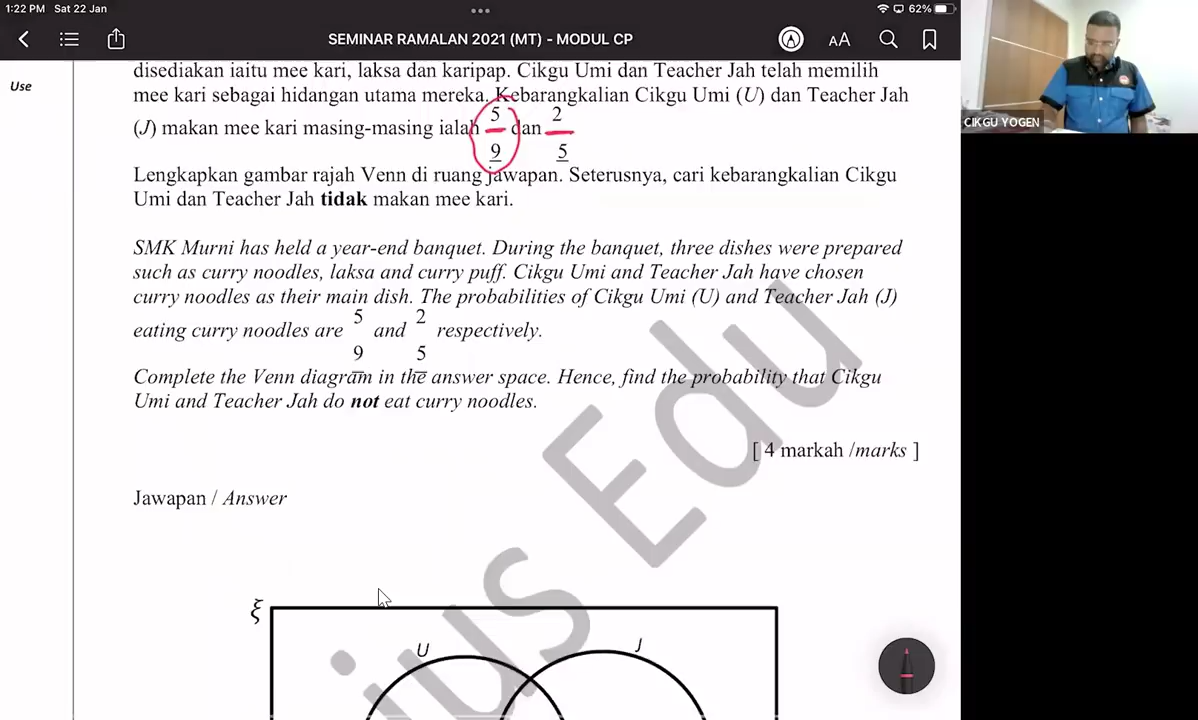 1:22 PM Sat 22 Jan
62%
SEMINAR RAMALAN 2021 (MT) - MODUL CP
AA
CIKGU YOGEN
Use
disediakan iaitu mee kari, laksa dan karipap. Cikgu Umi dan Teacher Jah telah memilih
mee kari sebagai hidangan utama mereka. Kebarangkalian Cikgu Umi (U) dan Teacher Jah
(J) makan mee kari masing-masing ialah 5/9 dan 2/5
Lengkapkan gambar rajah Venn di ruang jawapan. Seterusnya, cari kebarangkalian Cikgu
Umi dan Teacher Jah tidak makan mee kari.
SMK Murni has held a year-end banquet. During the banquet, three dishes were prepared
such as curry noodles, laksa and curry puff. Cikgu Umi and Teacher Jah have chosen
curry noodles as their main dish. The probabilities of Cikgu Umi (U) and Teacher Jah (J)
eating curry noodles are 5/9 and 2/5 respectively.
Complete the Venn diagram in the answer space. Hence, find the probability that Cikgu
Umi and Teacher Jah do not eat curry noodles.
[ 4 markah /marks ]
Jawapan / Answer
ξ
U
J
ius Edu